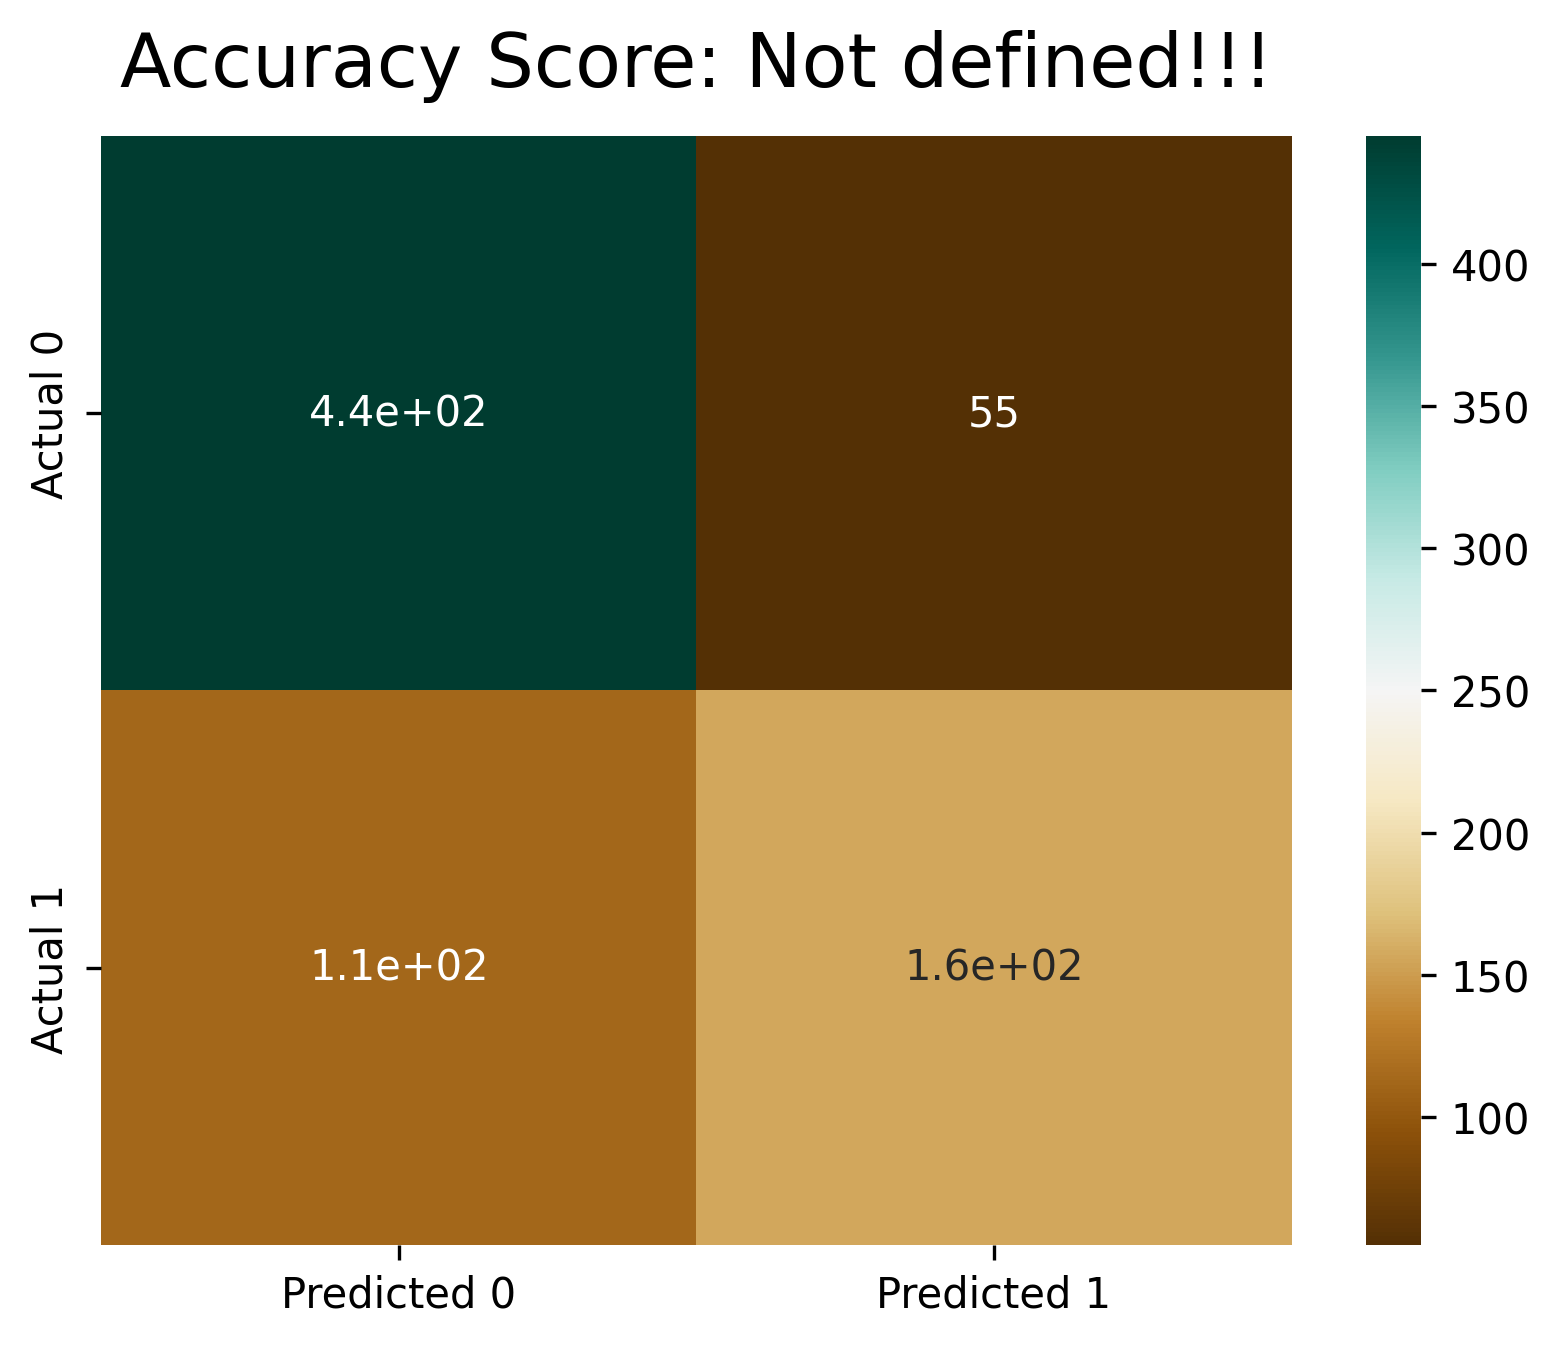 Accuracy Score: Not defined!!!
Actual 0
4.4e+02
55
Actual 1
1.1e+02
1.6e+02
Predicted 0
Predicted 1
400
350
300
250
200
150
100